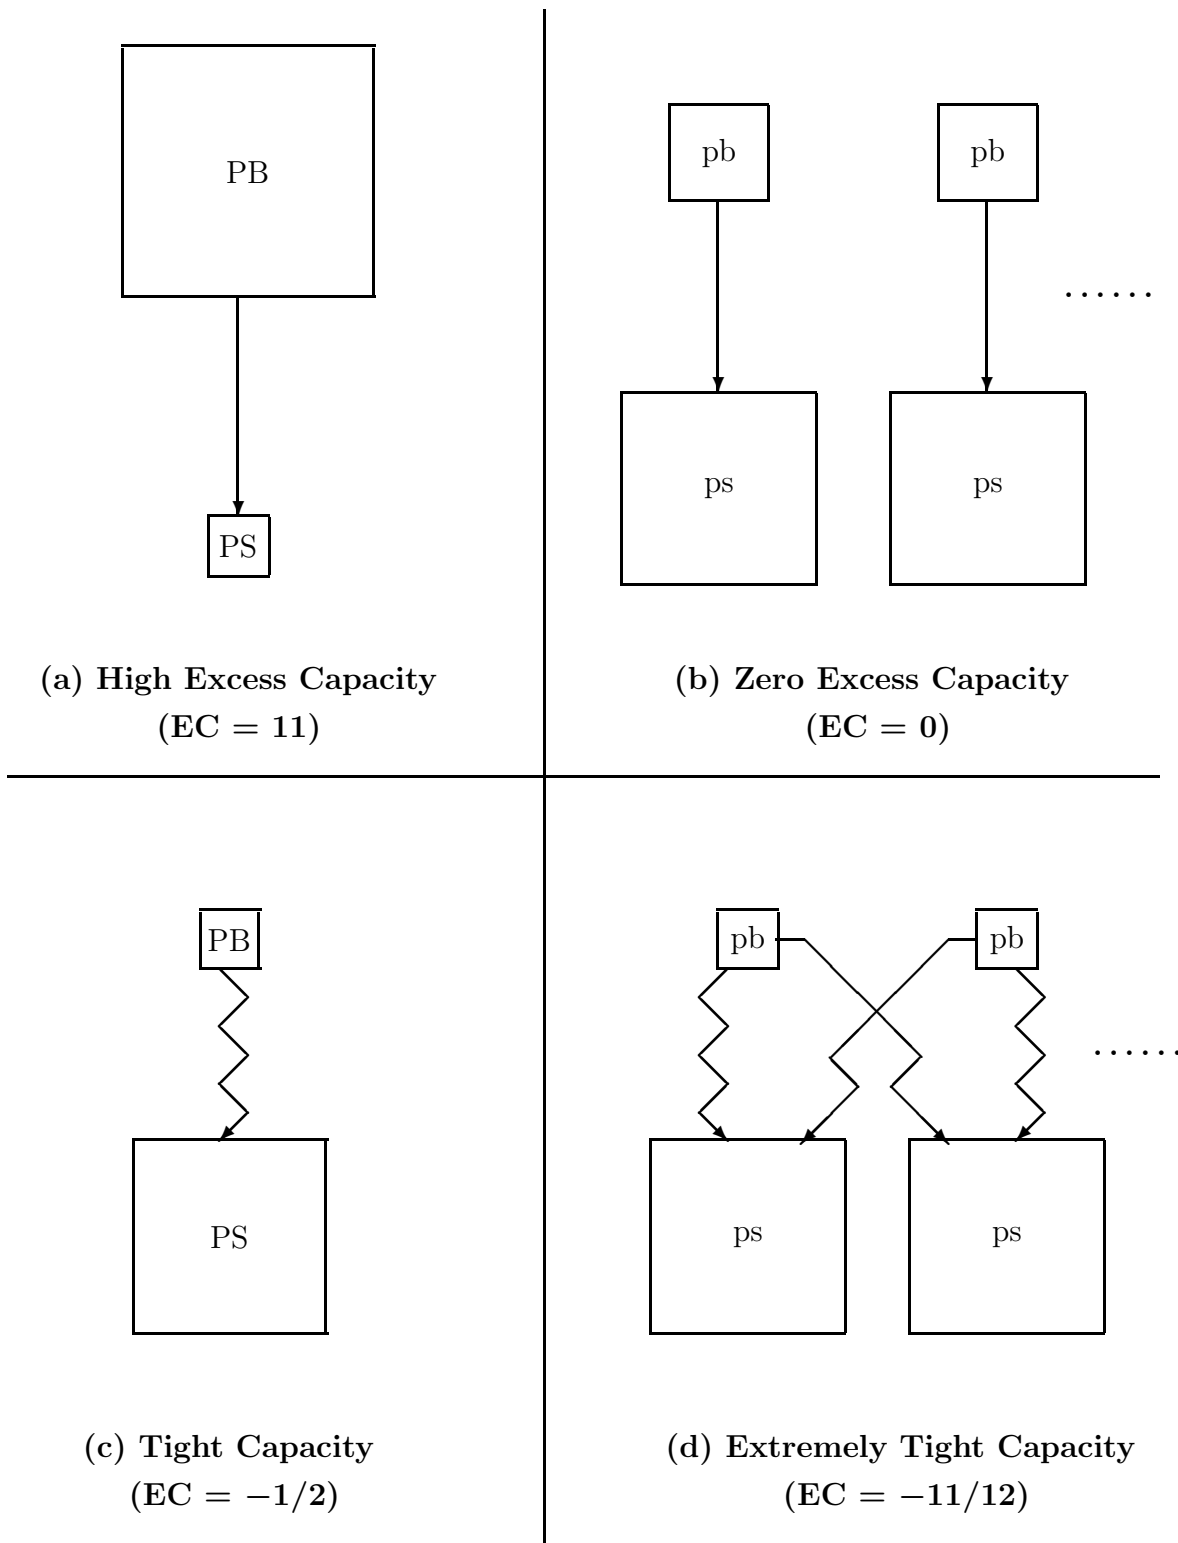 PB
PS
(a) High Excess Capacity
(EC = 11)
pb pb
......
ps ps
(b) Zero Excess Capacity
(EC = 0)
PB
PS
(c) Tight Capacity
(EC = −1/2)
pb pb
......
ps ps
(d) Extremely Tight Capacity
(EC = −11/12)